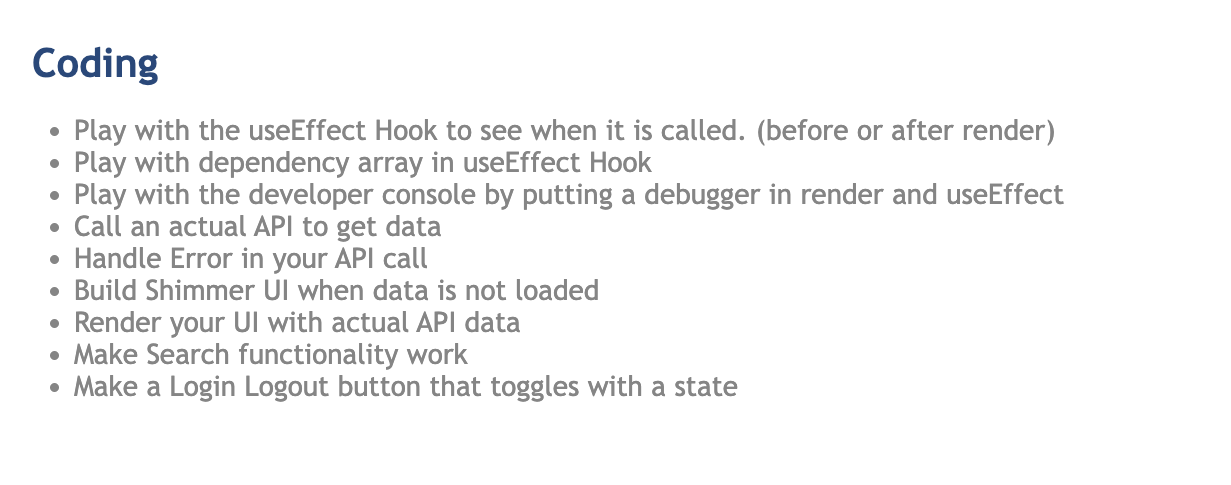 Coding
Play with the useEffect Hook to see when it is called. (before or after render)
Play with dependency array in useEffect Hook
Play with the developer console by putting a debugger in render and useEffect
Call an actual API to get data
Handle Error in your API call
Build Shimmer UI when data is not loaded
Render your UI with actual API data
Make Search functionality work
Make a Login Logout button that toggles with a state